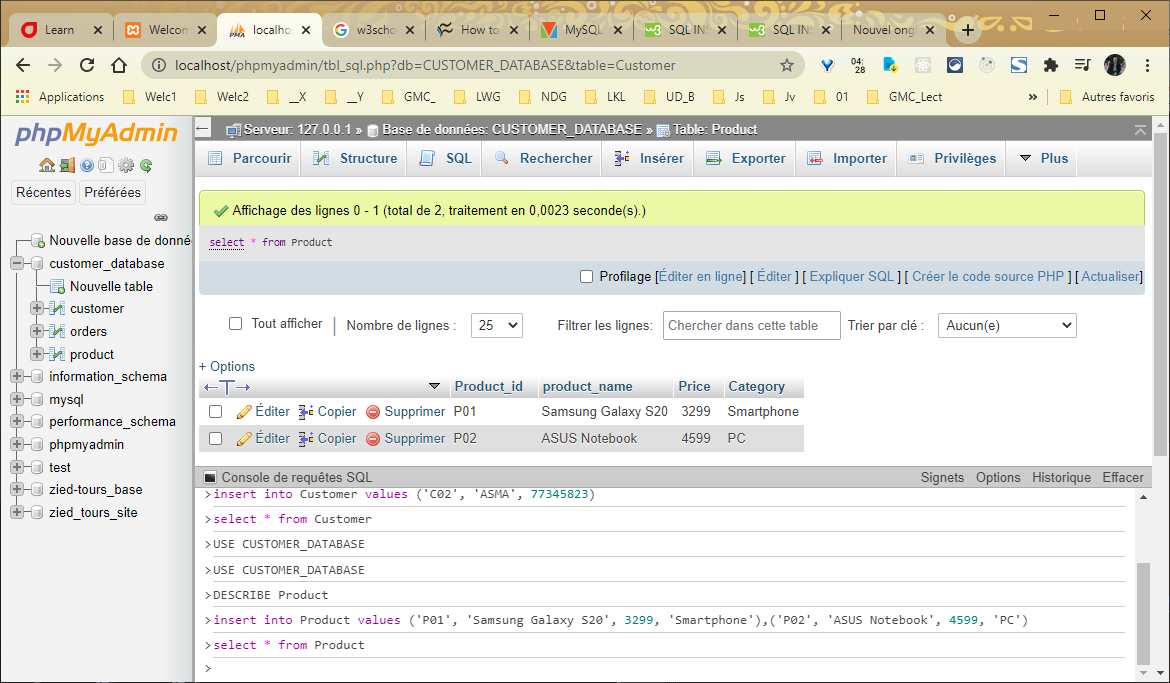 Learn
Welcom
localho
w3scho
How to
MySQL
SQL INS
SQL INS
Nouvel ong
localhost/phpmyadmin/tbl_sql.php?db=CUSTOMER_DATABASE&table=Customer
04; 28
Applications Welc1 Welc2 __X __Y GMC_ LWG NDG LKL UD_B Js Jv 01 GMC_Lect » Autres favoris
phpMyAdmin
Récentes Préférées
Nouvelle base de donné
customer_database
Nouvelle table
customer
orders
product
information_schema
mysql
performance_schema
phpmyadmin
test
zied-tours_base
zied_tours_site
Serveur: 127.0.0.1 » Base de données: CUSTOMER_DATABASE » Table: Product
Parcourir Structure SQL Rechercher Insérer Exporter Importer Privilèges Plus
Affichage des lignes 0 - 1 (total de 2, traitement en 0,0023 seconde(s).)
select * from Product
Profilage [Éditer en ligne] [ Éditer ] [ Expliquer SQL ] [ Créer le code source PHP ] [ Actualiser]
Tout afficher | Nombre de lignes : 25 Filtrer les lignes: Chercher dans cette table Trier par clé : Aucun(e)
+ Options
←T→ Product_id product_name Price Category
Éditer Copier Supprimer P01 Samsung Galaxy S20 3299 Smartphone
Éditer Copier Supprimer P02 ASUS Notebook 4599 PC
Console de requêtes SQL Signets Options Historique Effacer
>insert into Customer values ('C02', 'ASMA', 77345823)
>select * from Customer
>USE CUSTOMER_DATABASE
>USE CUSTOMER_DATABASE
>DESCRIBE Product
>insert into Product values ('P01', 'Samsung Galaxy S20', 3299, 'Smartphone'),('P02', 'ASUS Notebook', 4599, 'PC')
>select * from Product
>